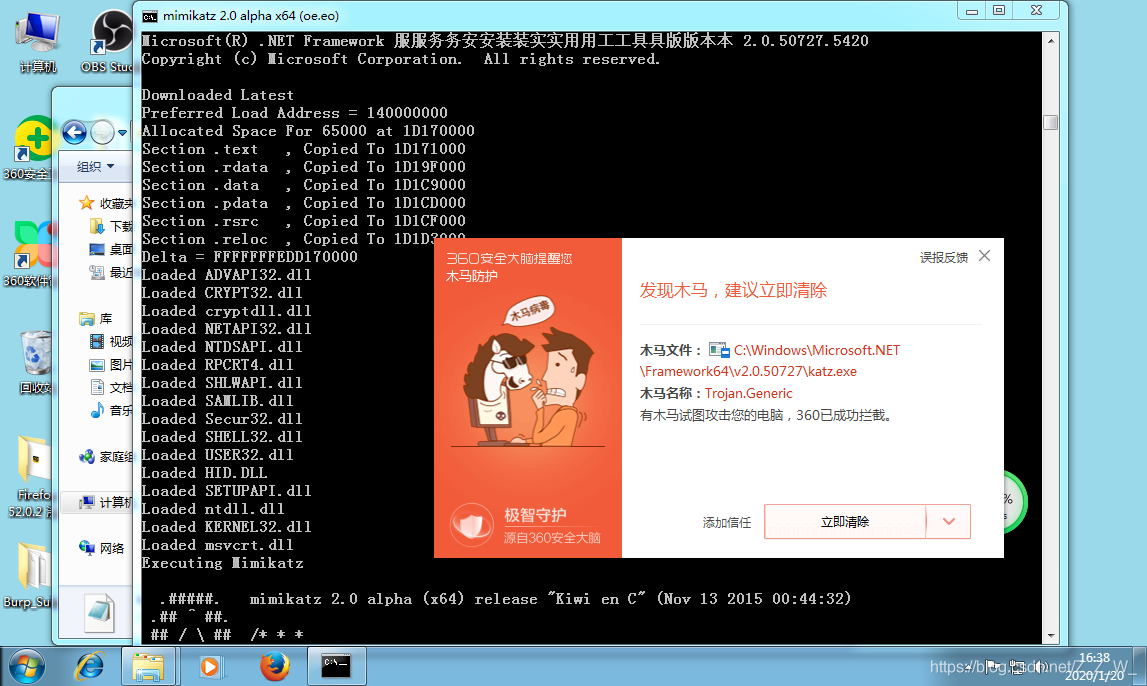 mimikatz 2.0 alpha x64 (oe.eo)
计算机
OBS Stud
360安全
组织
收藏夹
下载
桌面
最近
库
视频
图片
文档
音乐
家庭组
计算机
网络
360软件
回收站
Firefo
52.0.2
Burp_Su
Microsoft(R) .NET Framework 服服务务安安装装实实用用工工具具版版本本 2.0.50727.5420
Copyright (c) Microsoft Corporation.  All rights reserved.
Downloaded Latest
Preferred Load Address = 140000000
Allocated Space For 65000 at 1D170000
Section .text   , Copied To 1D171000
Section .rdata  , Copied To 1D19F000
Section .data   , Copied To 1D1C9000
Section .pdata  , Copied To 1D1CD000
Section .rsrc   , Copied To 1D1CF000
Section .reloc  , Copied To 1D1D3000
Delta = FFFFFFFEDD170000
Loaded ADVAPI32.dll
Loaded CRYPT32.dll
Loaded cryptdll.dll
Loaded NETAPI32.dll
Loaded NTDSAPI.dll
Loaded RPCRT4.dll
Loaded SHLWAPI.dll
Loaded SAMLIB.dll
Loaded Secur32.dll
Loaded SHELL32.dll
Loaded USER32.dll
Loaded HID.DLL
Loaded SETUPAPI.dll
Loaded ntdll.dll
Loaded KERNEL32.dll
Loaded msvcrt.dll
Executing Mimikatz
.#####.   mimikatz 2.0 alpha (x64) release "Kiwi en C" (Nov 13 2015 00:44:32)
.## ^ ##.
## / \ ##  /* * *
360安全大脑提醒您
木马防护
木马病毒
极智守护
源自360安全大脑
误报反馈
发现木马，建议立即清除
木马文件： C:\Windows\Microsoft.NET
\Framework64\v2.0.50727\katz.exe
木马名称：Trojan.Generic
有木马试图攻击您的电脑，360已成功拦截。
添加信任
立即清除
%
16:38
2020/1/20
https://blog.csdn.net/Z_Z_W_